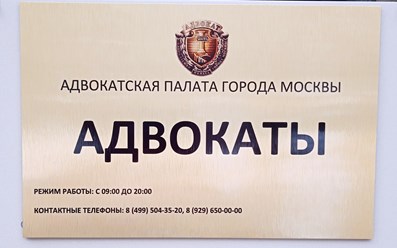 АДВОКАТ
АДВОКАТСКАЯ ПАЛАТА ГОРОДА МОСКВЫ
АДВОКАТЫ
РЕЖИМ РАБОТЫ: С 09:00 ДО 20:00
КОНТАКТНЫЕ ТЕЛЕФОНЫ: 8 (499) 504-35-20, 8 (929) 650-00-00